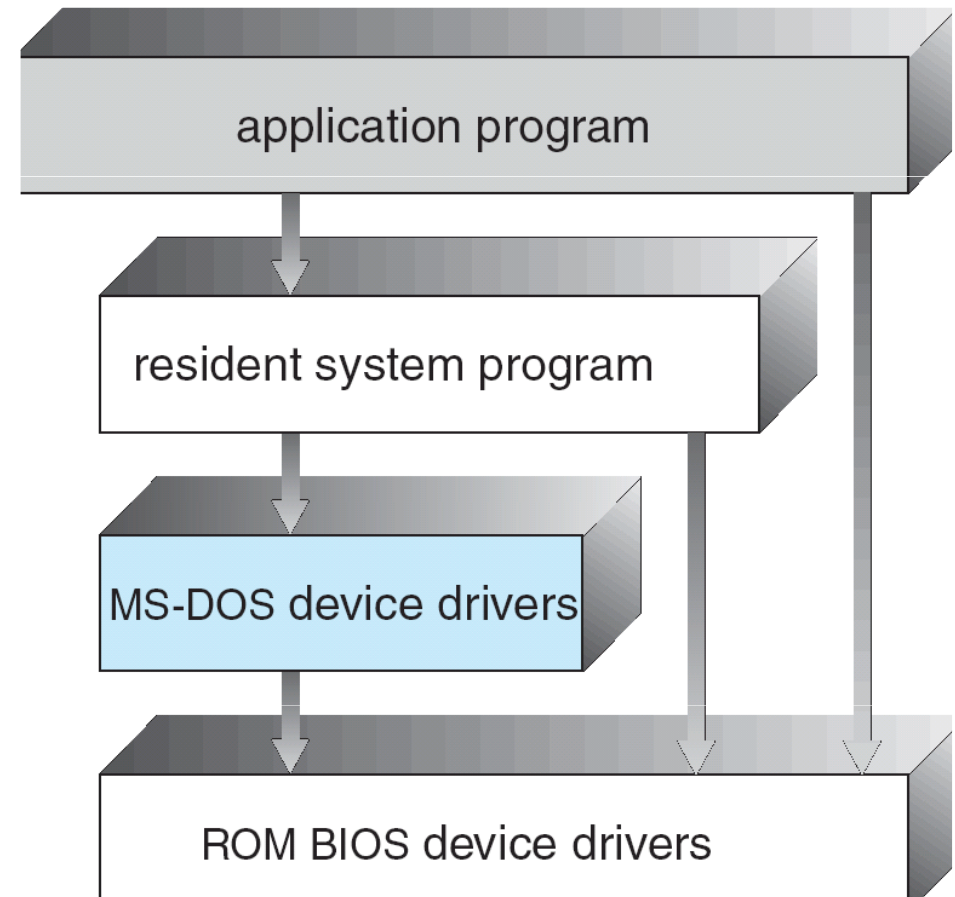 application program
resident system program
MS-DOS device drivers
ROM BIOS device drivers